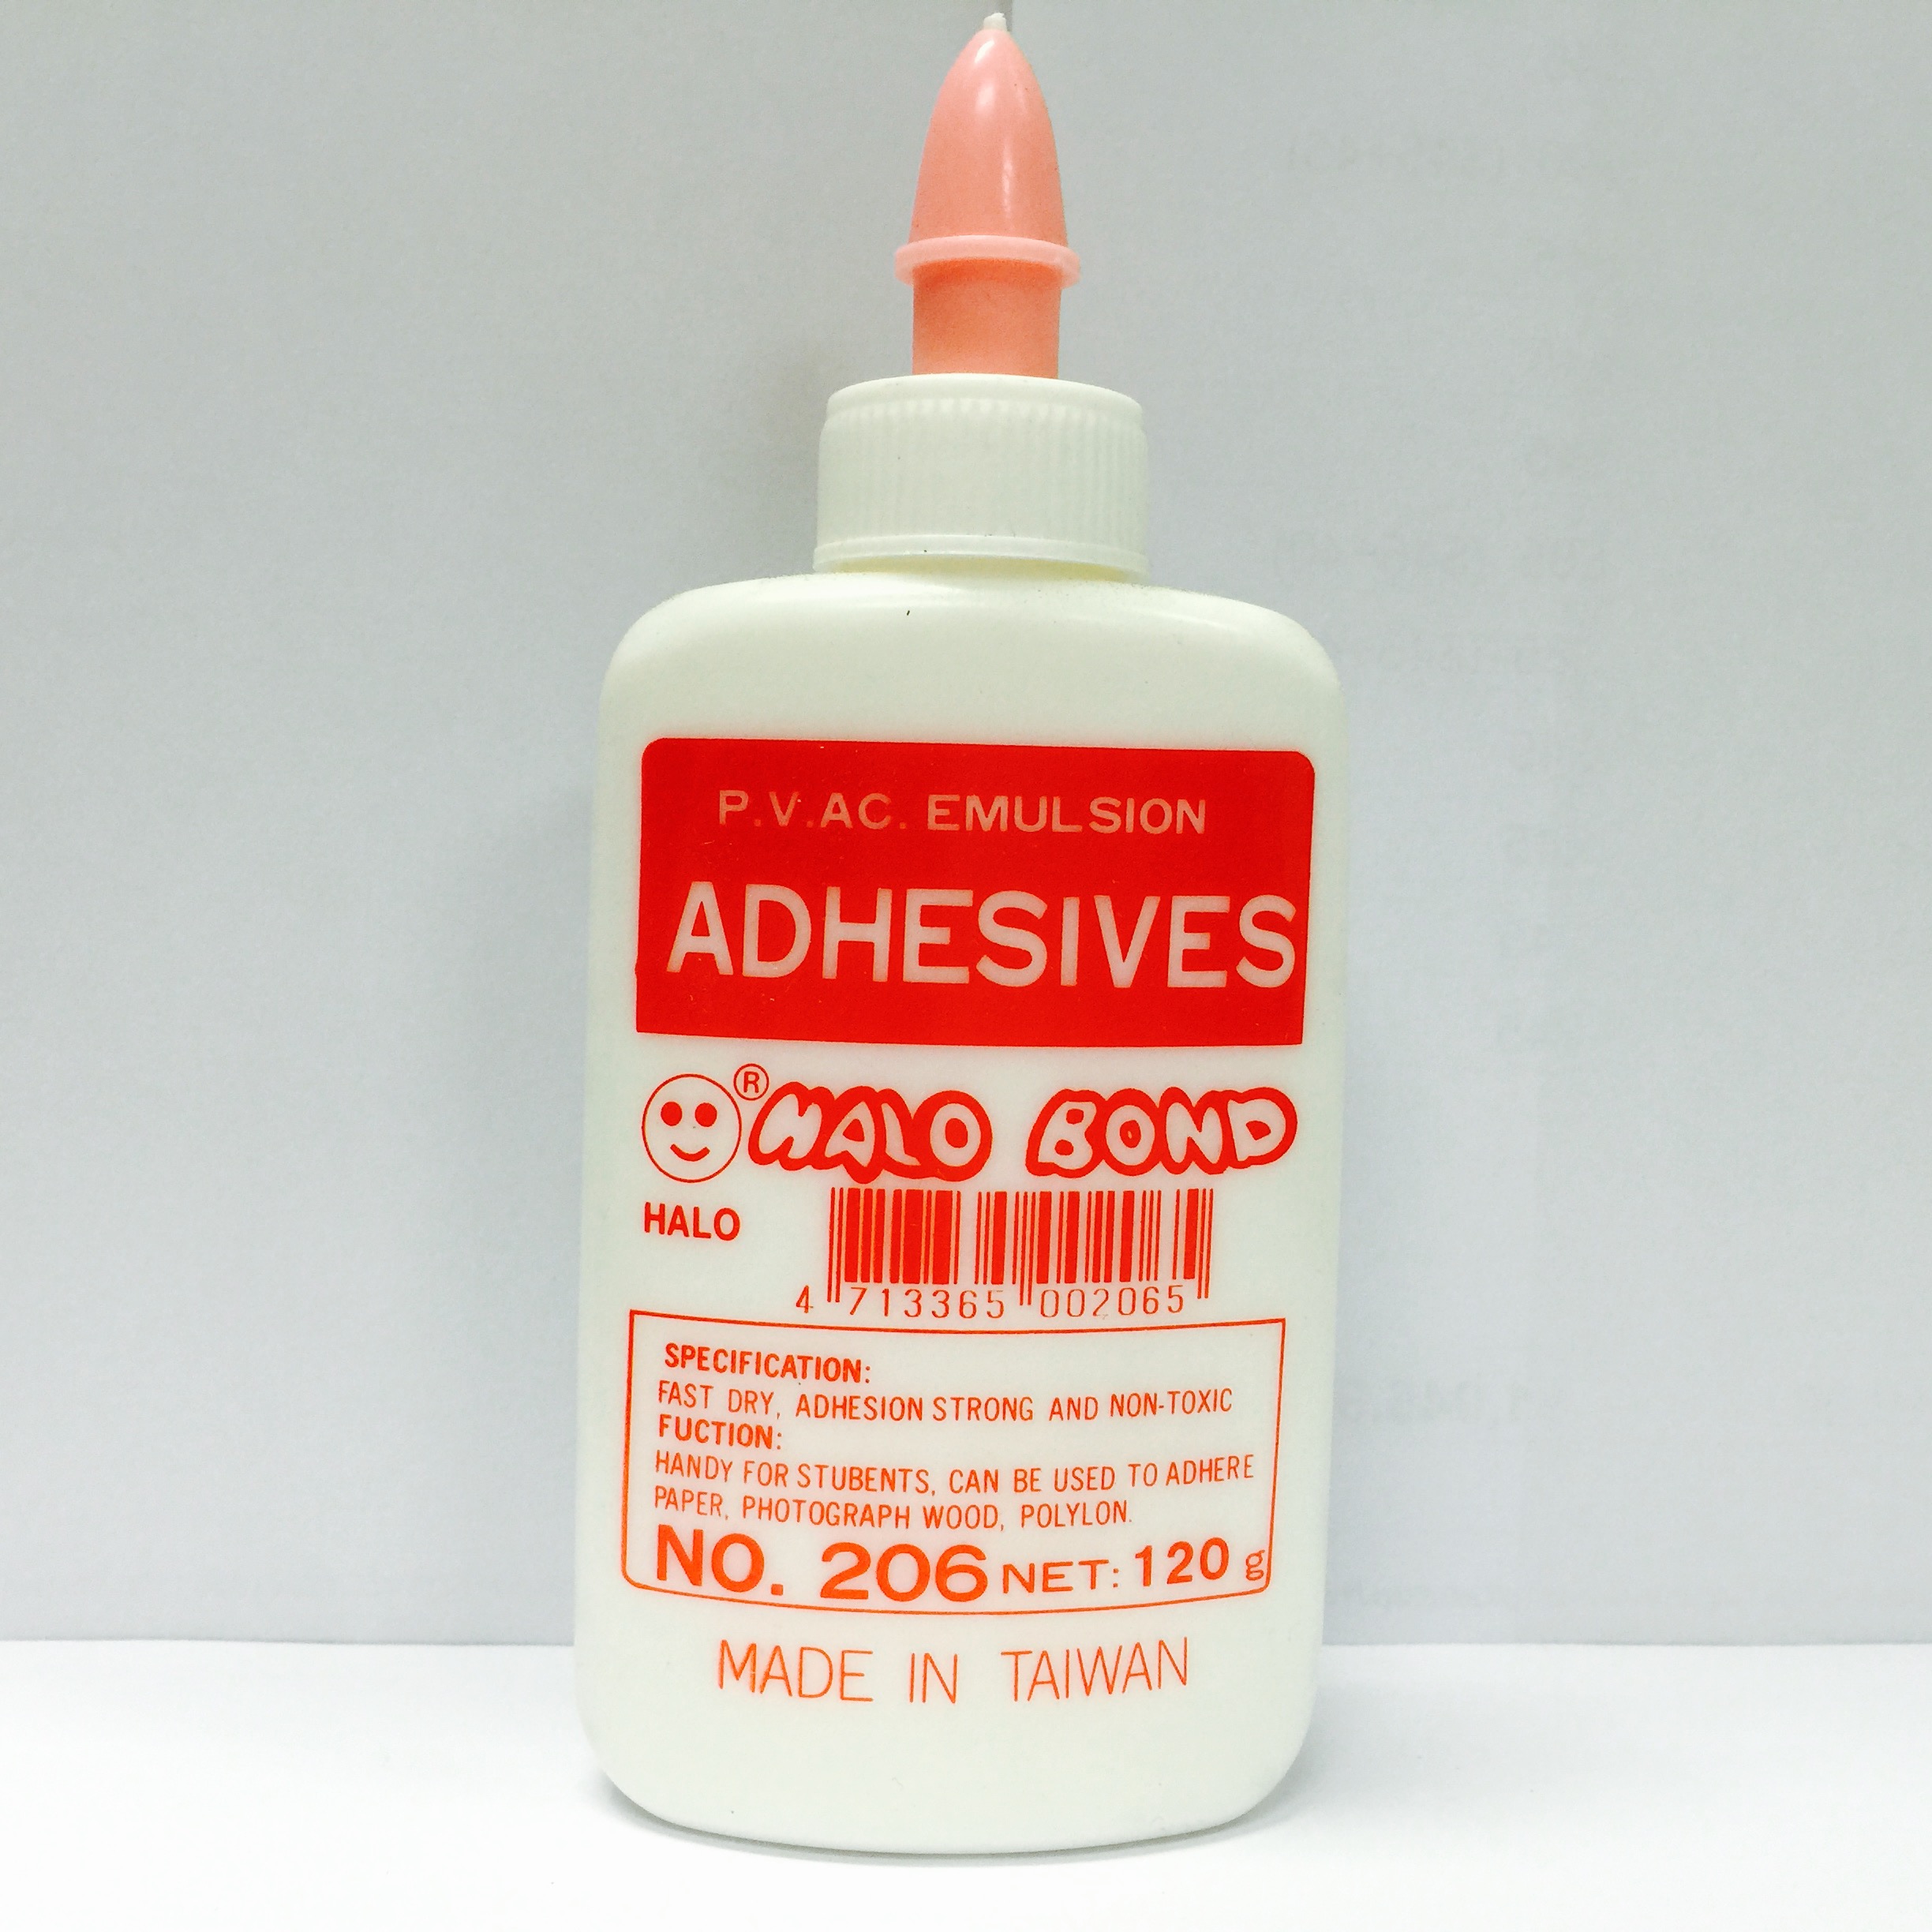 P.V.AC. EMULSION
ADHESIVES
® HALO BOND
HALO
4 713365 002065
SPECIFICATION:
FAST DRY, ADHESION STRONG AND NON-TOXIC
FUCTION:
HANDY FOR STUBENTS, CAN BE USED TO ADHERE
PAPER, PHOTOGRAPH WOOD, POLYLON.
NO. 206 NET: 120 g
MADE IN TAIWAN